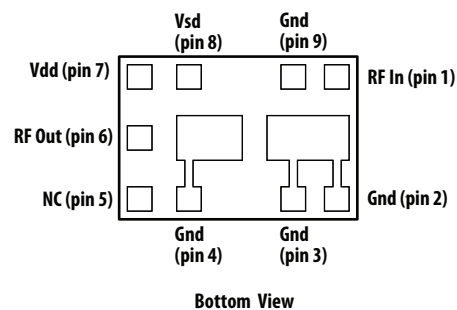 Vsd
(pin 8)
Gnd
(pin 9)
Vdd (pin 7)
RF In (pin 1)
RF Out (pin 6)
NC (pin 5)
Gnd (pin 2)
Gnd
(pin 4)
Gnd
(pin 3)
Bottom View